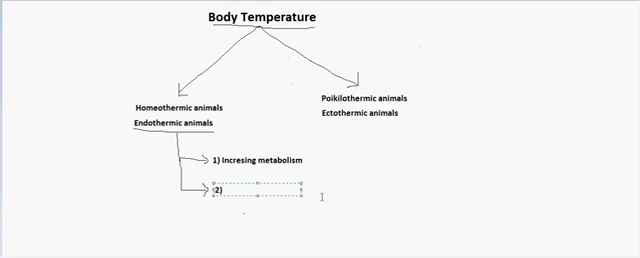 Body Temperature
Homeothermic animals
Endothermic animals
Poikilothermic animals
Ectothermic animals
1) Incresing metabolism
2)